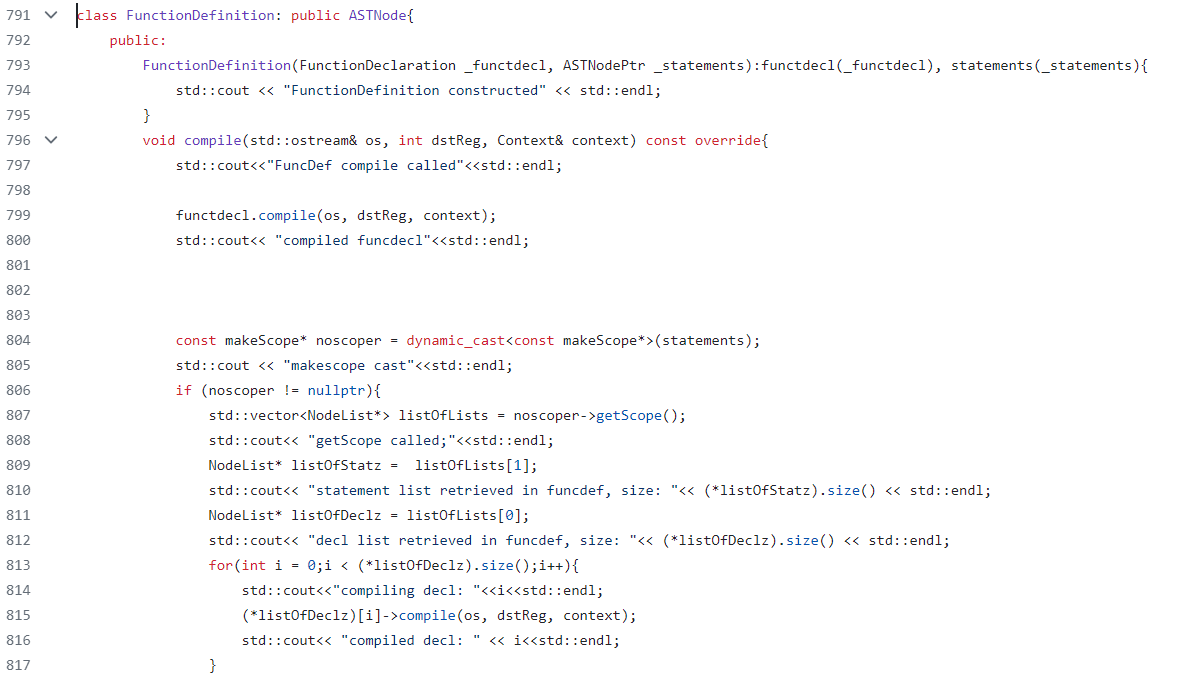 791 class FunctionDefinition: public ASTNode{
792 public:
793 FunctionDefinition(FunctionDeclaration _functdecl, ASTNodePtr _statements):functdecl(_functdecl), statements(_statements){
794 std::cout << "FunctionDefinition constructed" << std::endl;
795 }
796 void compile(std::ostream& os, int dstReg, Context& context) const override{
797 std::cout<<"FuncDef compile called"<<std::endl;
798
799 functdecl.compile(os, dstReg, context);
800 std::cout<< "compiled funcdecl"<<std::endl;
801
802
803
804 const makeScope* noscoper = dynamic_cast<const makeScope*>(statements);
805 std::cout << "makescope cast"<<std::endl;
806 if (noscoper != nullptr){
807 std::vector<NodeList*> listOfLists = noscoper->getScope();
808 std::cout<< "getScope called;"<<std::endl;
809 NodeList* listOfStatz =  listOfLists[1];
810 std::cout<< "statement list retrieved in funcdef, size: "<< (*listOfStatz).size() << std::endl;
811 NodeList* listOfDeclz = listOfLists[0];
812 std::cout<< "decl list retrieved in funcdef, size: "<< (*listOfDeclz).size() << std::endl;
813 for(int i = 0;i < (*listOfDeclz).size();i++){
814 std::cout<<"compiling decl: "<<i<<std::endl;
815 (*listOfDeclz)[i]->compile(os, dstReg, context);
816 std::cout<< "compiled decl: " << i<<std::endl;
817 }